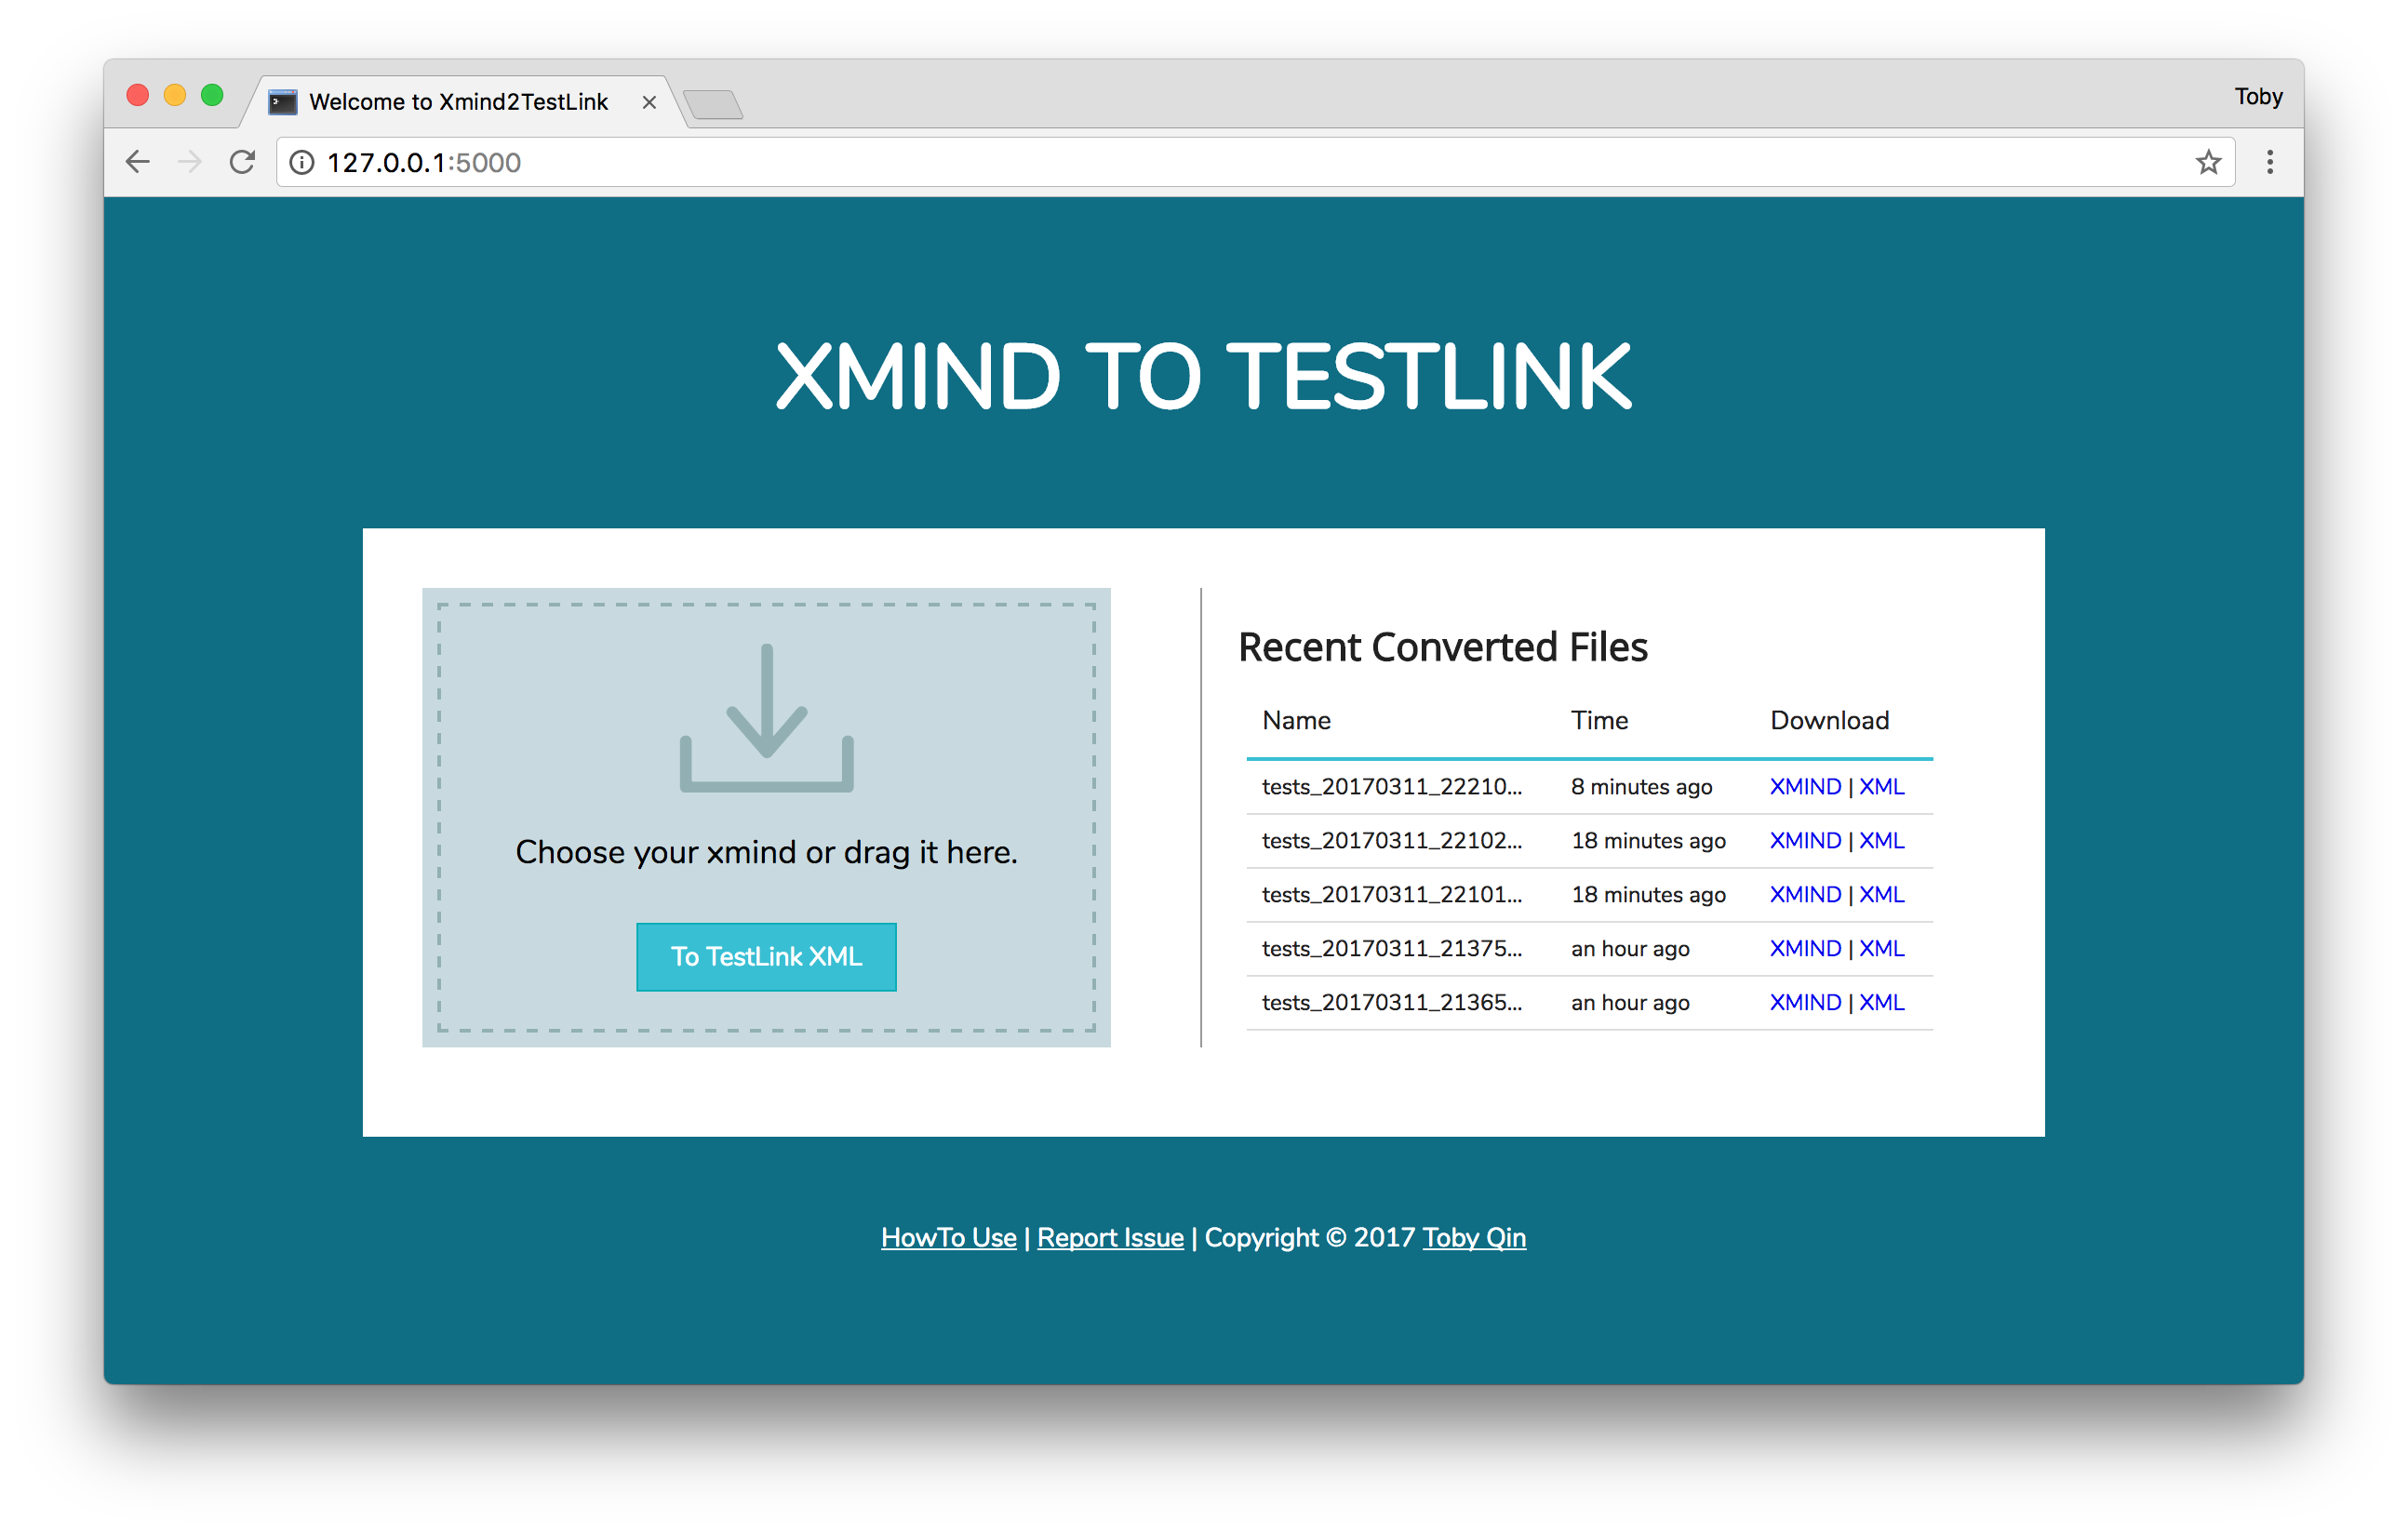 Welcome to Xmind2TestLink
Toby
127.0.0.1:5000
XMIND TO TESTLINK
Choose your xmind or drag it here.
To TestLink XML
Recent Converted Files
Name Time Download
tests_20170311_22210... 8 minutes ago XMIND | XML
tests_20170311_22102... 18 minutes ago XMIND | XML
tests_20170311_22101... 18 minutes ago XMIND | XML
tests_20170311_21375... an hour ago XMIND | XML
tests_20170311_21365... an hour ago XMIND | XML
HowTo Use | Report Issue | Copyright © 2017 Toby Qin